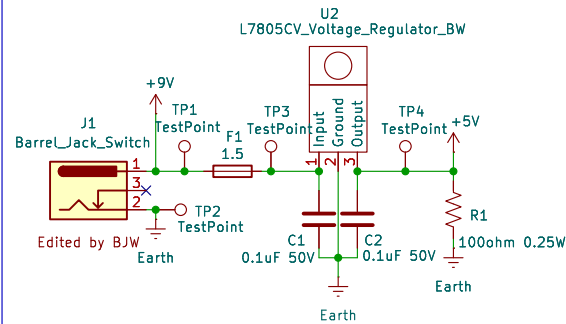 U2
L7805CV_Voltage_Regulator_BW
+9V
TP1
TestPoint
TP3
TestPoint
TP4
TestPoint
+5V
J1
Barrel_Jack_Switch
F1
1.5
Input
Ground
Output
1
2
3
1
3
2
TP2
TestPoint
Edited by BJW
Earth
C1
0.1uF 50V
C2
0.1uF 50V
R1
100ohm 0.25W
Earth
Earth